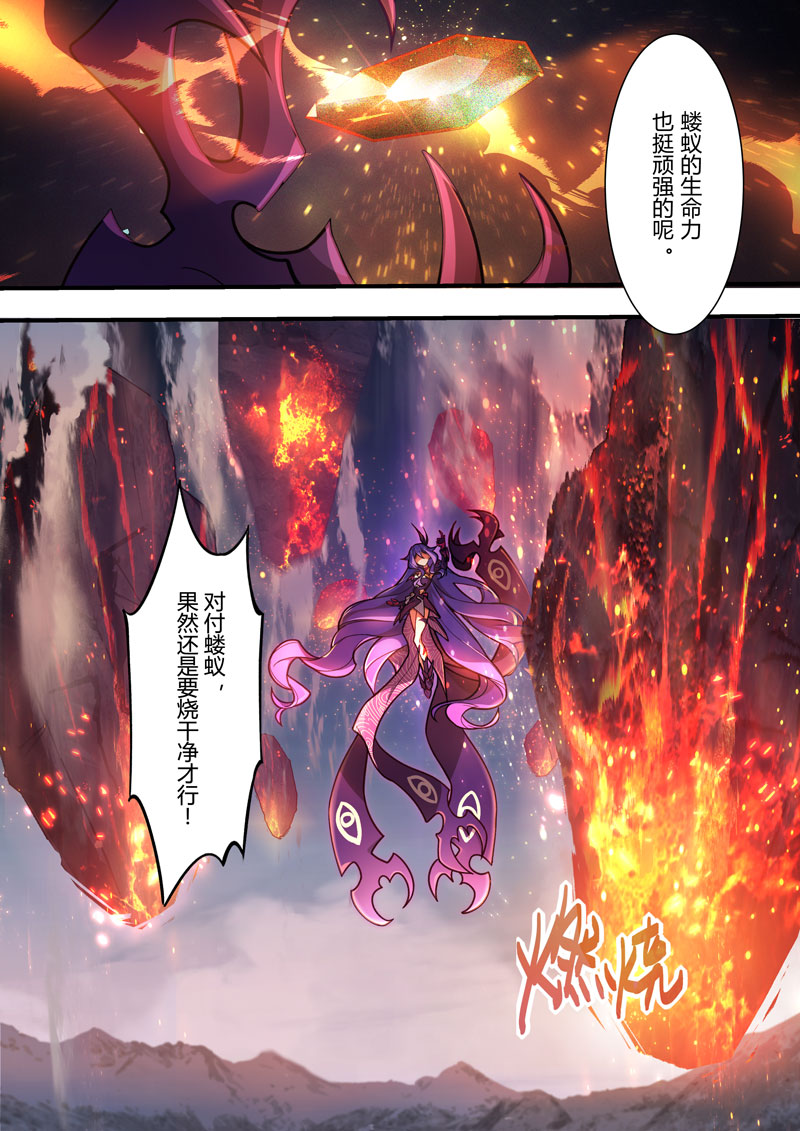 蝼蚁的生命力
也挺顽强的呢。
对付蝼蚁，
果然还是要烧干净才行！
燃烧